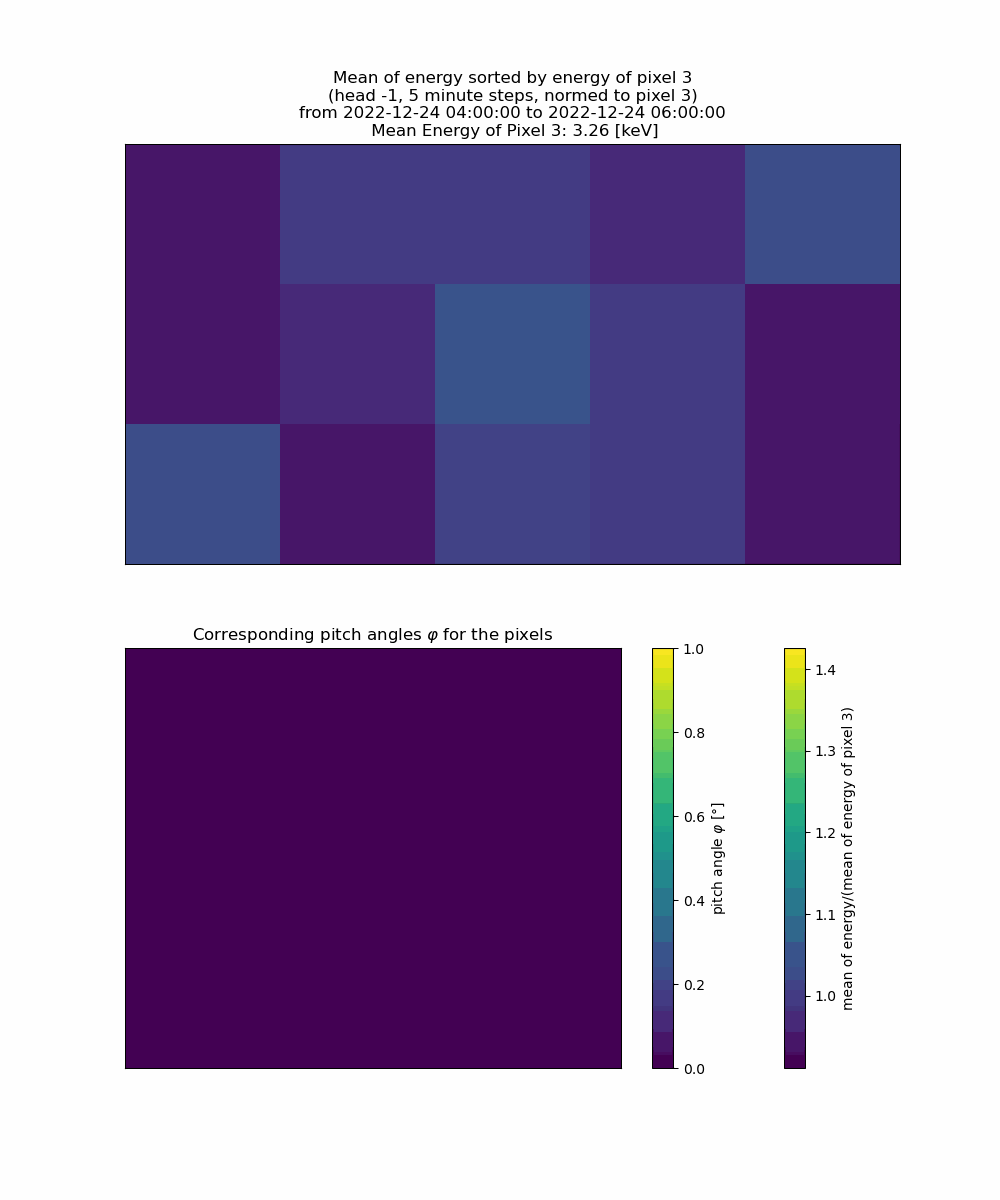 Mean of energy sorted by energy of pixel 3
(head -1, 5 minute steps, normed to pixel 3)
from 2022-12-24 04:00:00 to 2022-12-24 06:00:00
Mean Energy of Pixel 3: 3.26 [keV]
Corresponding pitch angles φ for the pixels
1.0
0.8
0.6
0.4
0.2
0.0
pitch angle φ [°]
1.4
1.3
1.2
1.1
1.0
mean of energy/(mean of energy of pixel 3)